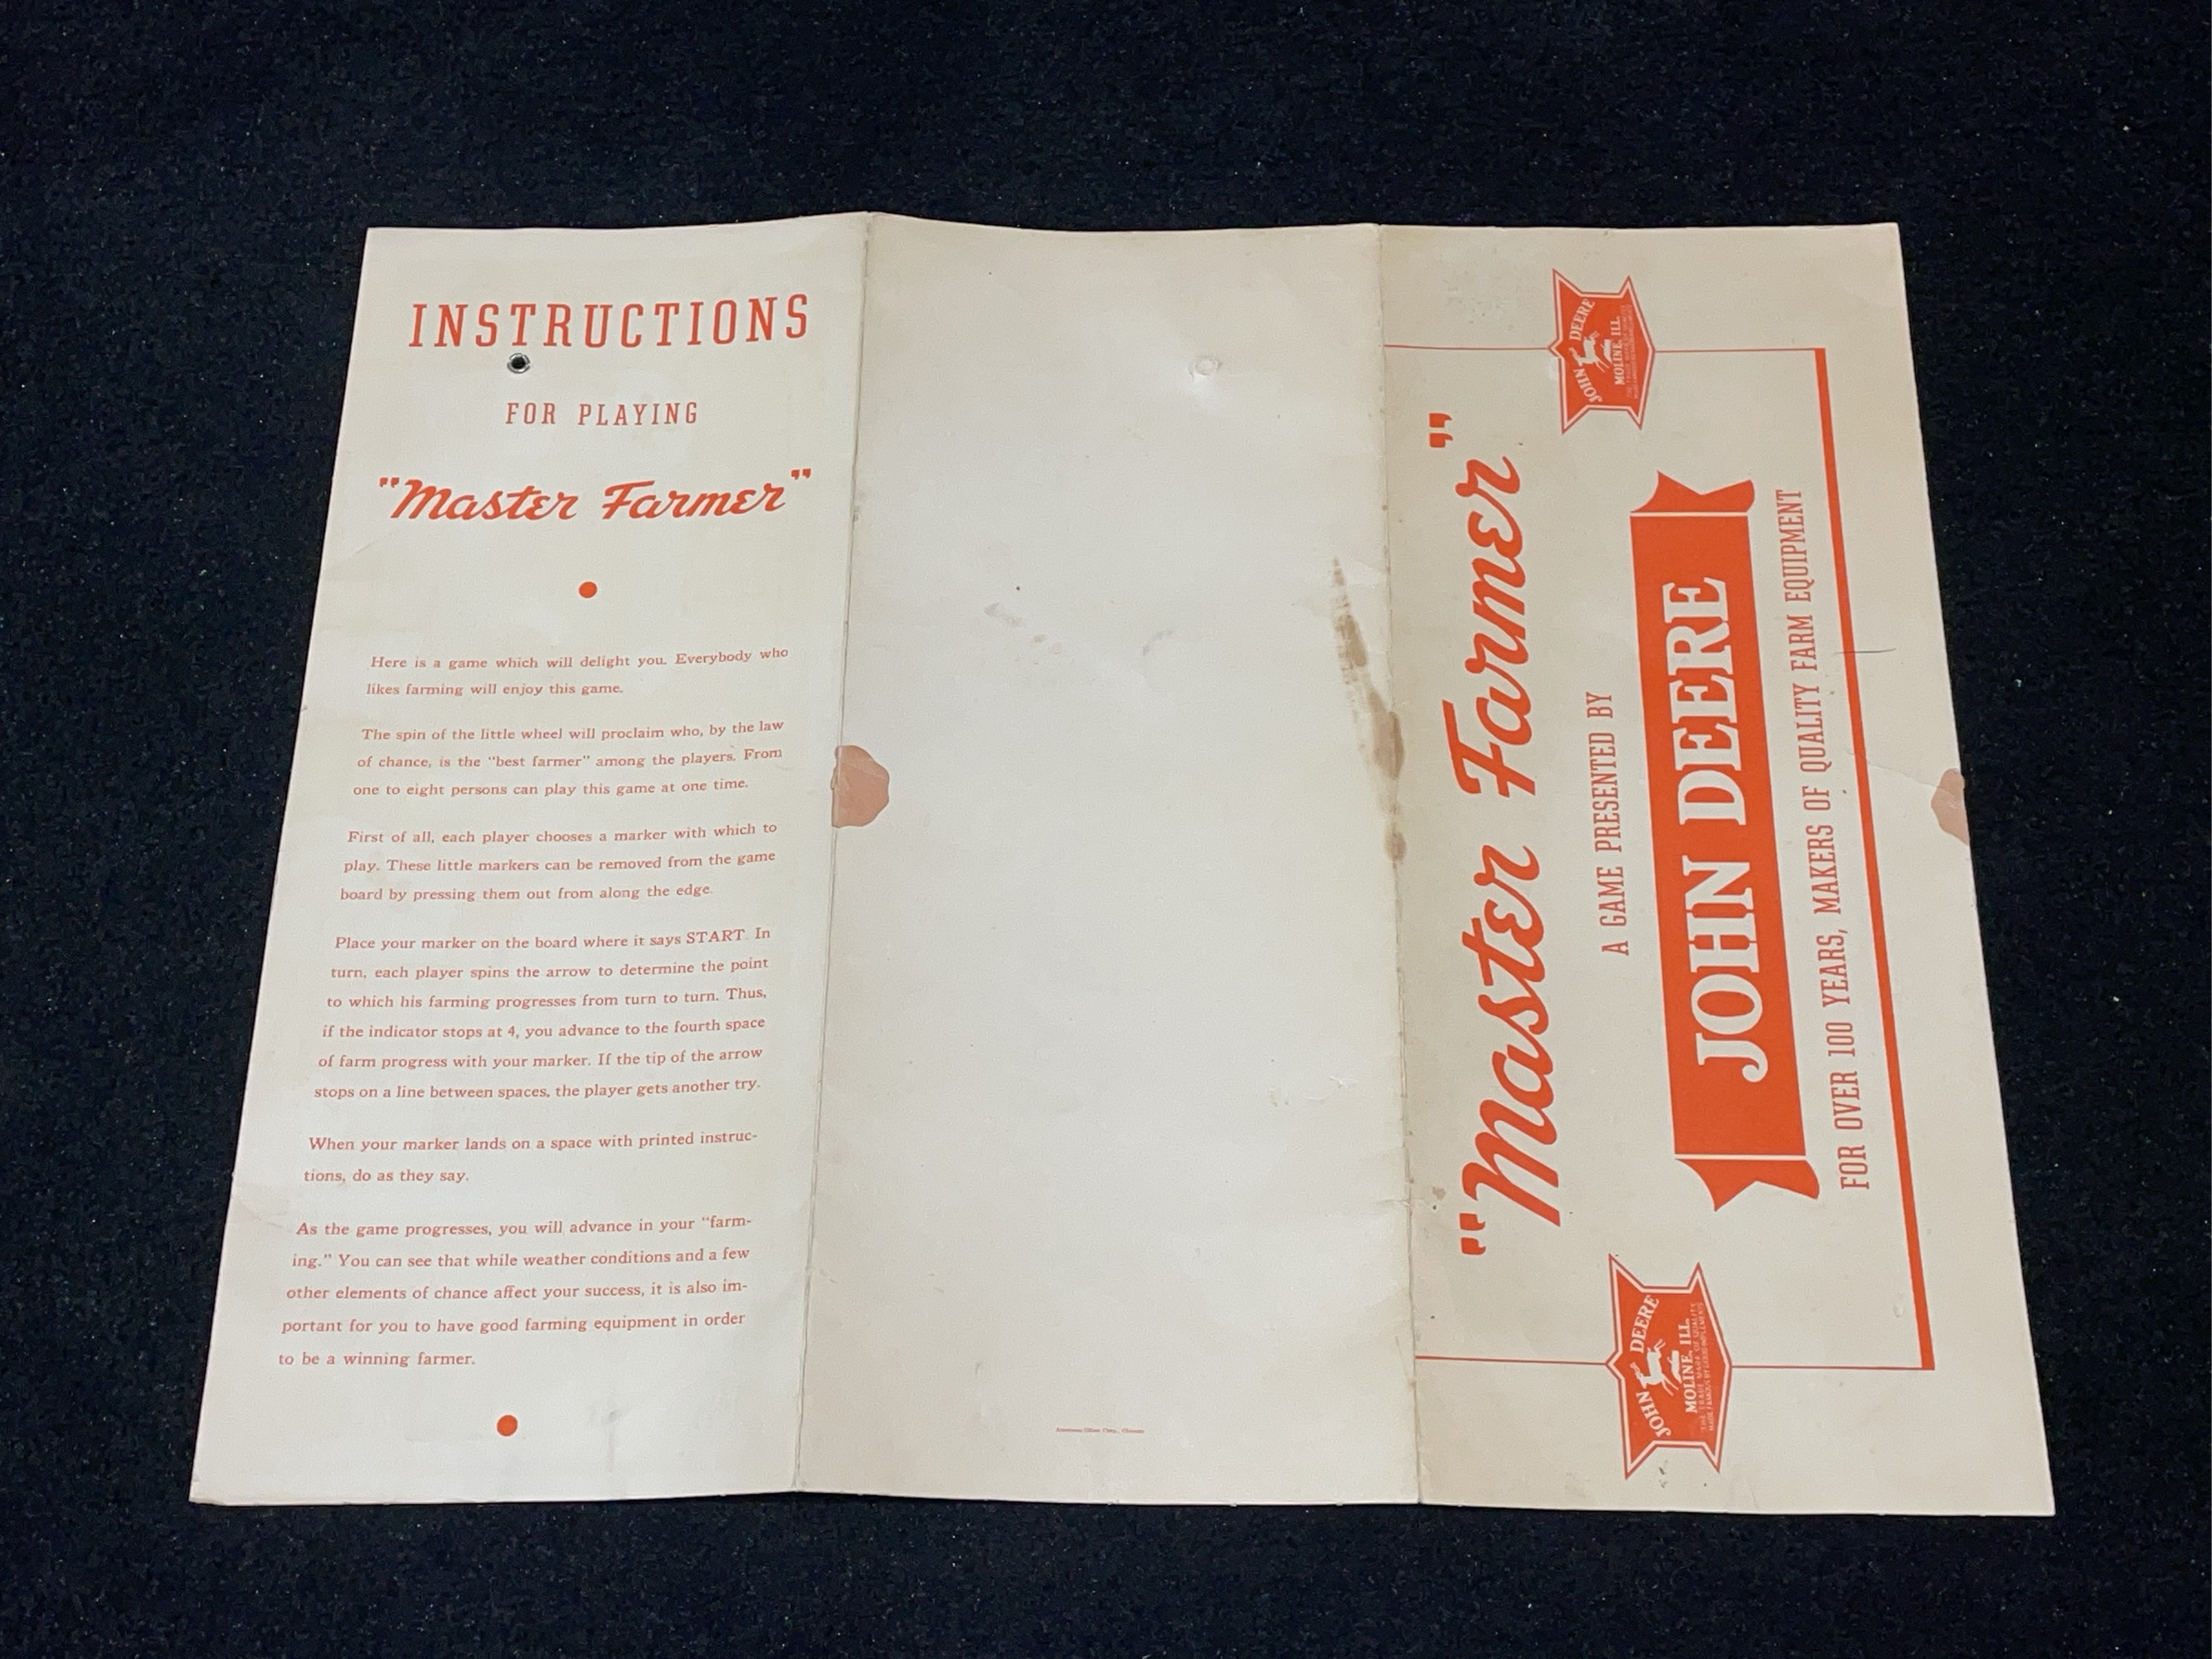 INSTRUCTIONS
FOR PLAYING
"Master Farmer"
Here is a game which will delight you. Everybody who
likes farming will enjoy this game.
The spin of the little wheel will proclaim who, by the law
of chance, is the "best farmer" among the players. From
one to eight persons can play this game at one time.
First of all, each player chooses a marker with which to
play. These little markers can be removed from the game
board by pressing them out from along the edge.
Place your marker on the board where it says START. In
turn, each player spins the arrow to determine the point
to which his farming progresses from turn to turn. Thus,
if the indicator stops at 4, you advance to the fourth space
of farm progress with your marker. If the tip of the arrow
stops on a line between spaces, the player gets another try.
When your marker lands on a space with printed instruc-
tions, do as they say.
As the game progresses, you will advance in your "farm-
ing." You can see that while weather conditions and a few
other elements of chance affect your success, it is also im-
portant for you to have good farming equipment in order
to be a winning farmer.
"Master Farmer"
A GAME PRESENTED BY
JOHN DEERE
FOR OVER 100 YEARS, MAKERS OF QUALITY FARM EQUIPMENT
JOHN DEERE
MOLINE, ILL.
THE TRADE MARK OF QUALITY
MADE FAMOUS BY GOOD IMPLEMENTS
JOHN DEERE
MOLINE, ILL.